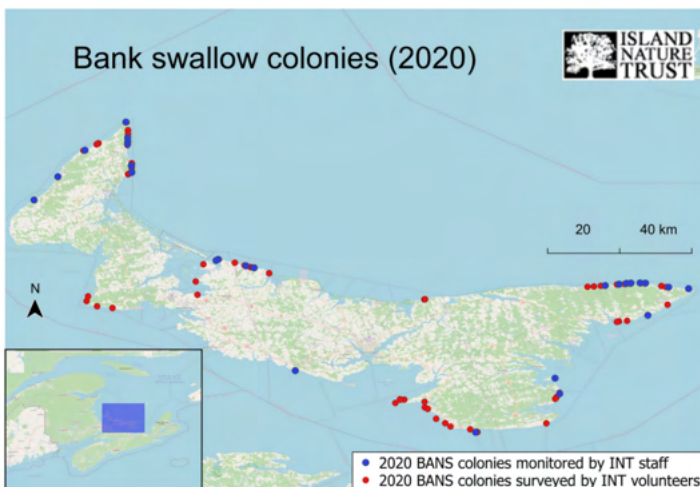 Bank swallow colonies (2020)
ISLAND
NATURE
TRUST
20 40 km
N
2020 BANS colonies monitored by INT staff
2020 BANS colonies surveyed by INT volunteers